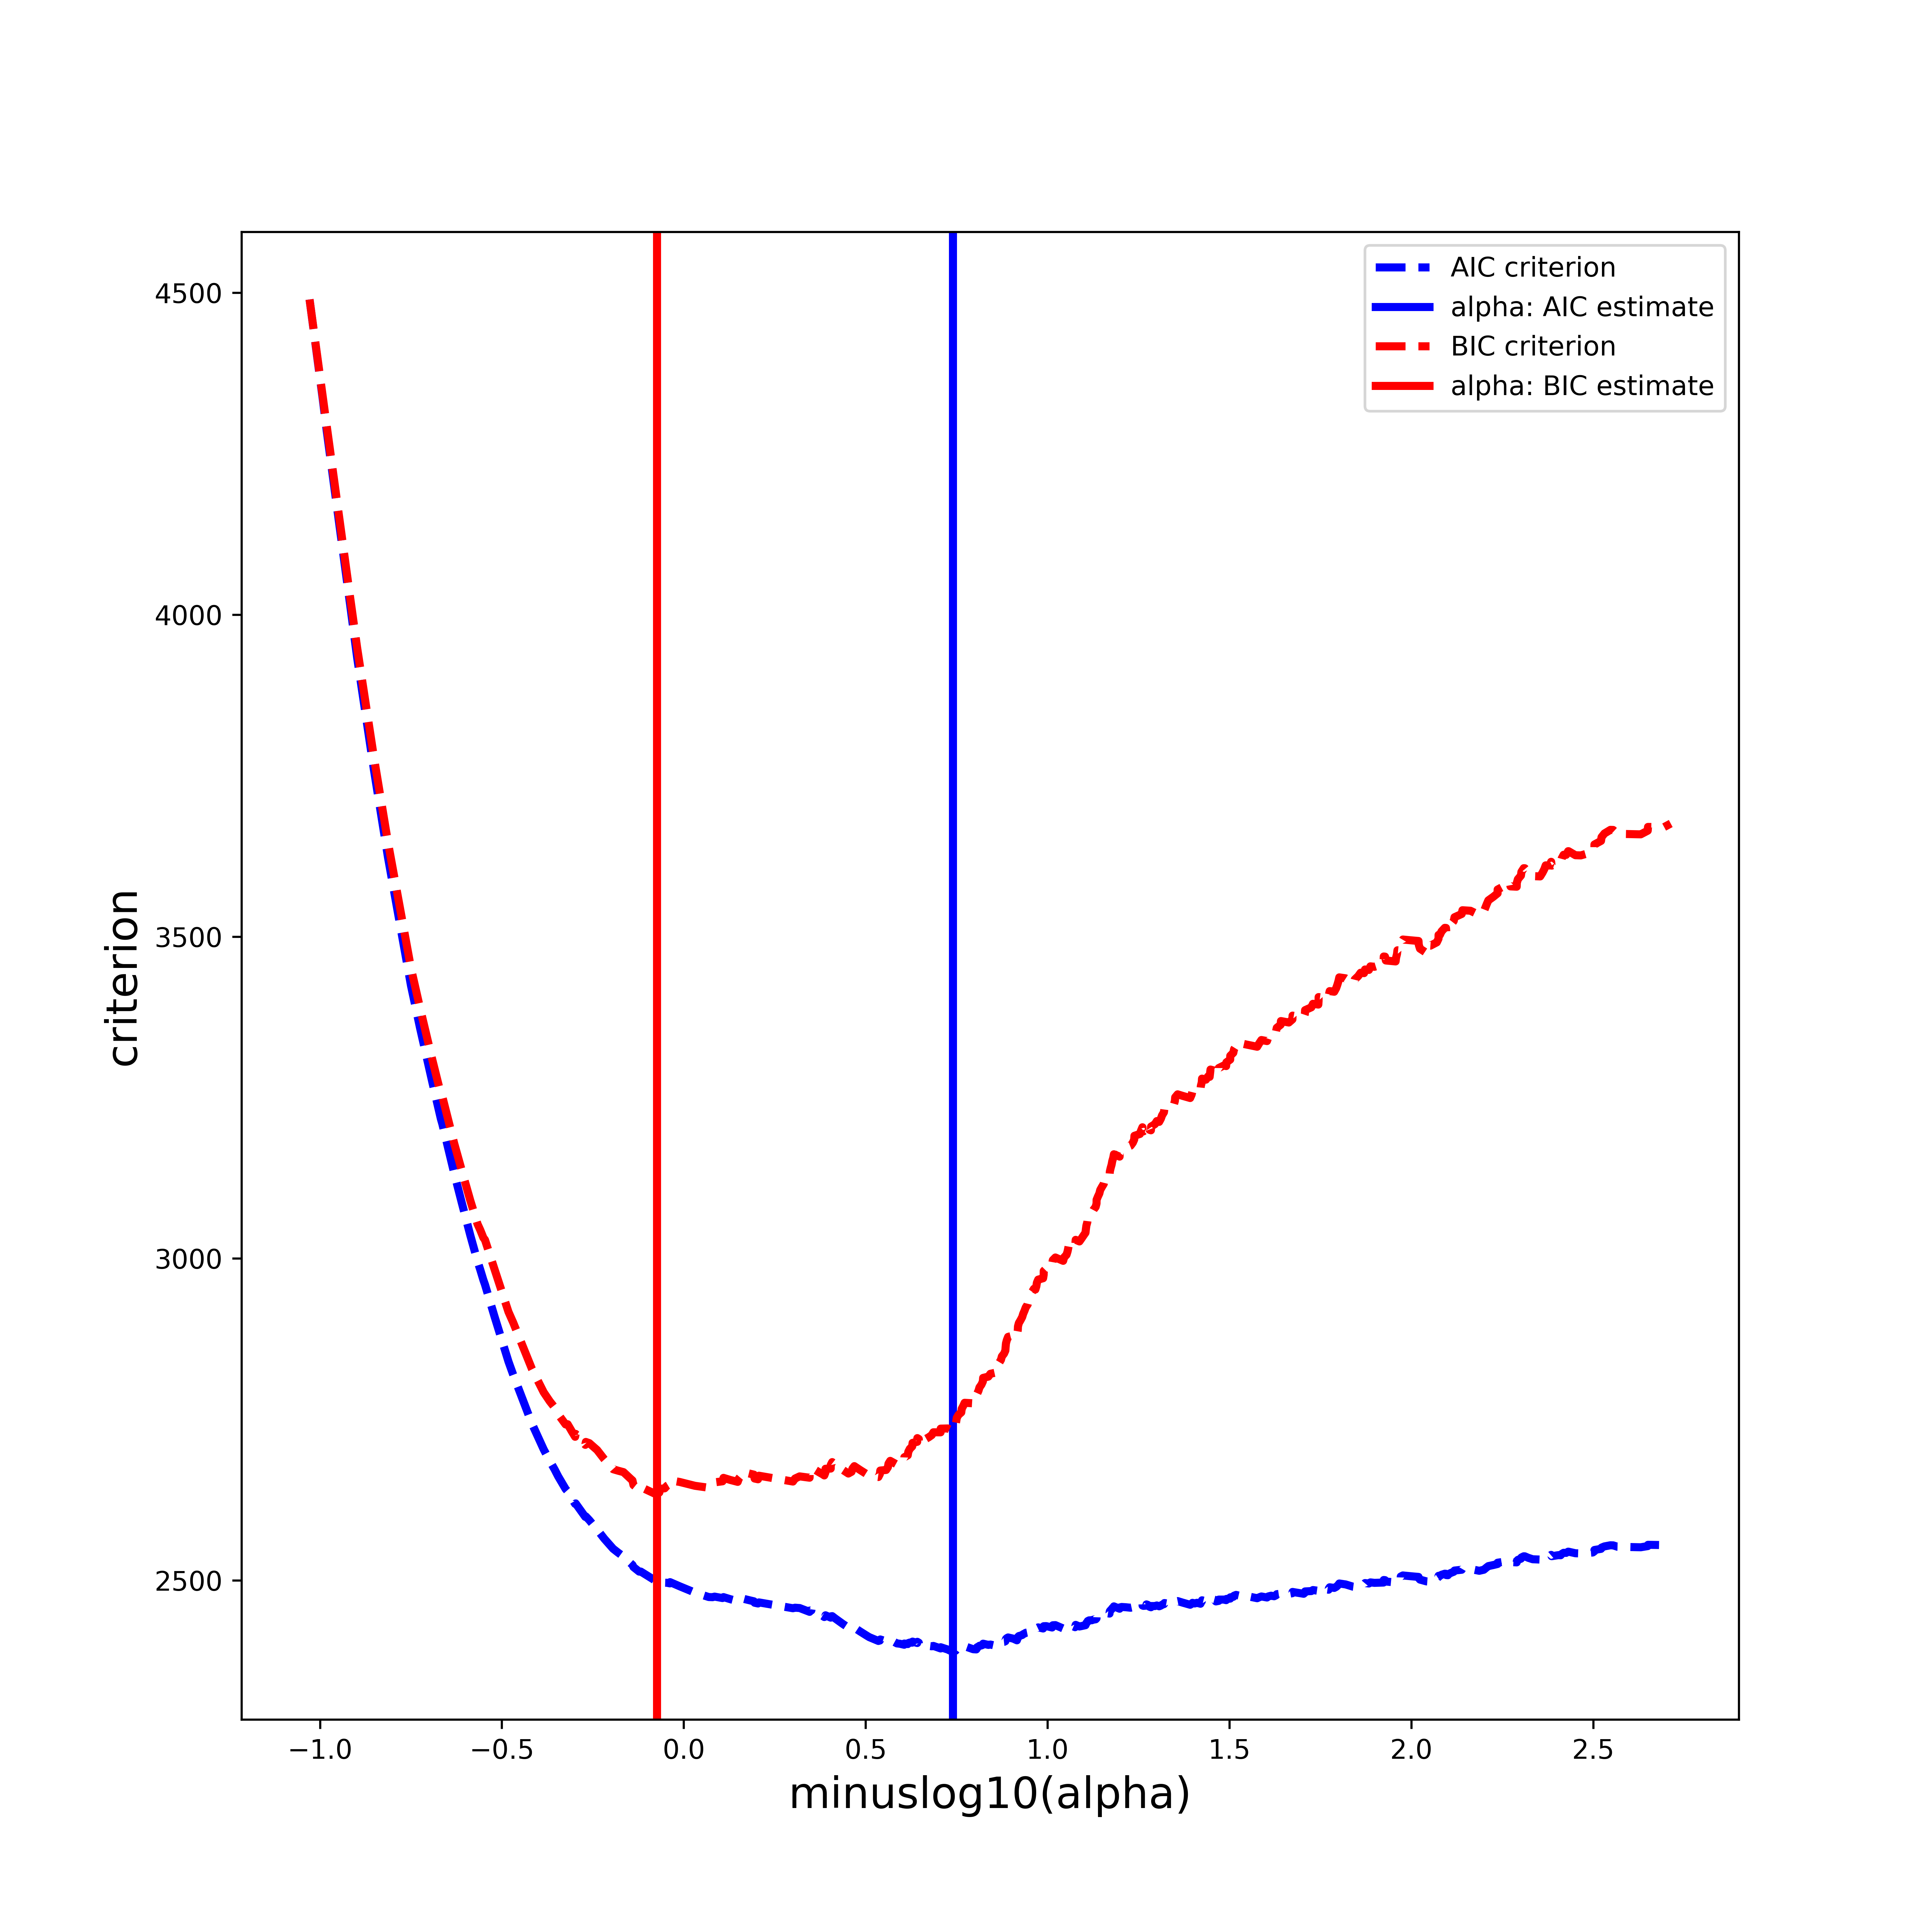 4500
4000
3500
3000
2500
criterion
−1.0
−0.5
0.0
0.5
1.0
1.5
2.0
2.5
minuslog10(alpha)
AIC criterion
alpha: AIC estimate
BIC criterion
alpha: BIC estimate